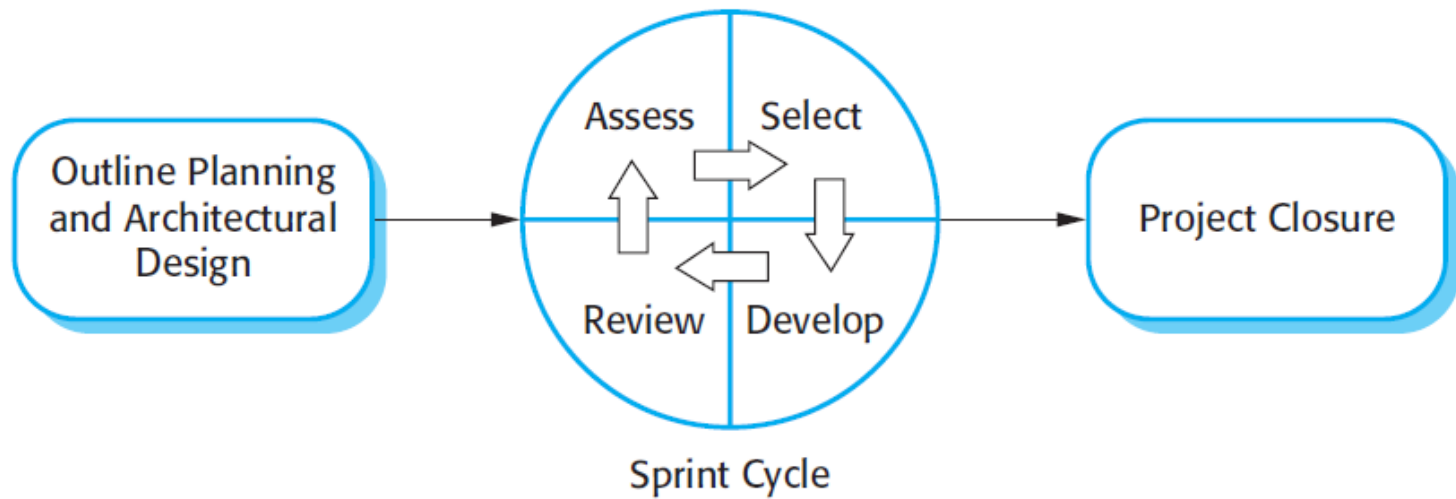 Outline Planning
and Architectural
Design
Assess
Select
Review
Develop
Sprint Cycle
Project Closure